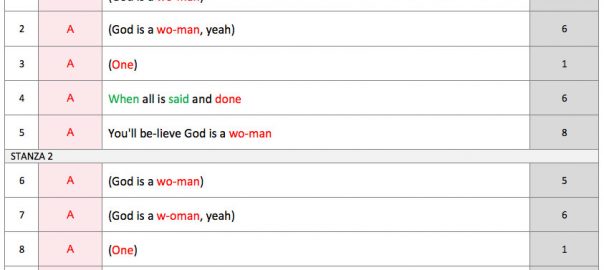 (God is a wo-man)
2 A (God is a wo-man, yeah) 6
3 A (One) 1
4 A When all is said and done 6
5 A You'll be-lieve God is a wo-man 8
STANZA 2
6 A (God is a wo-man) 5
7 A (God is a w-oman, yeah) 6
8 A (One) 1